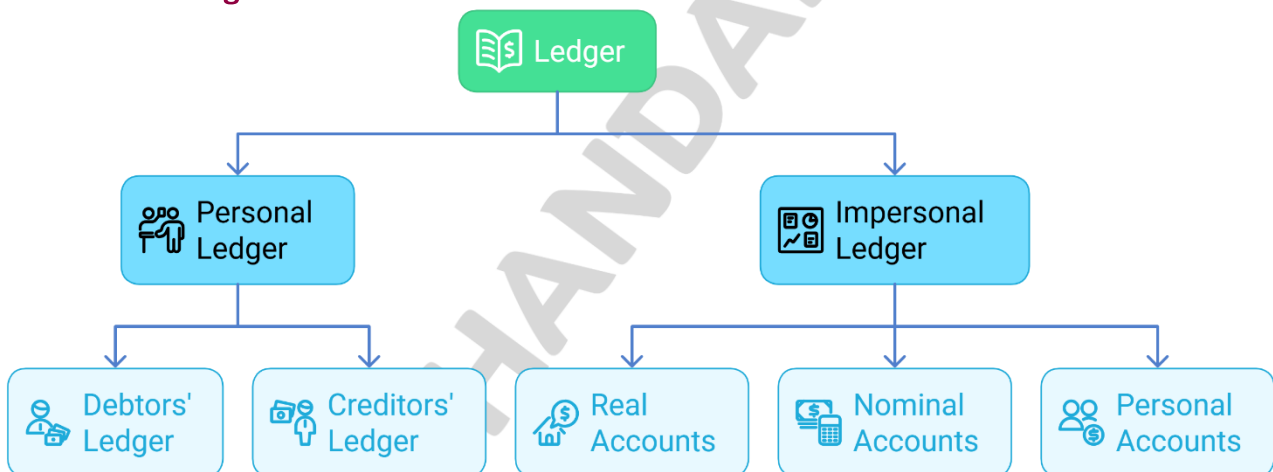 Ledger
Personal
Ledger
Impersonal
Ledger
Debtors'
Ledger
Creditors'
Ledger
Real
Accounts
Nominal
Accounts
Personal
Accounts